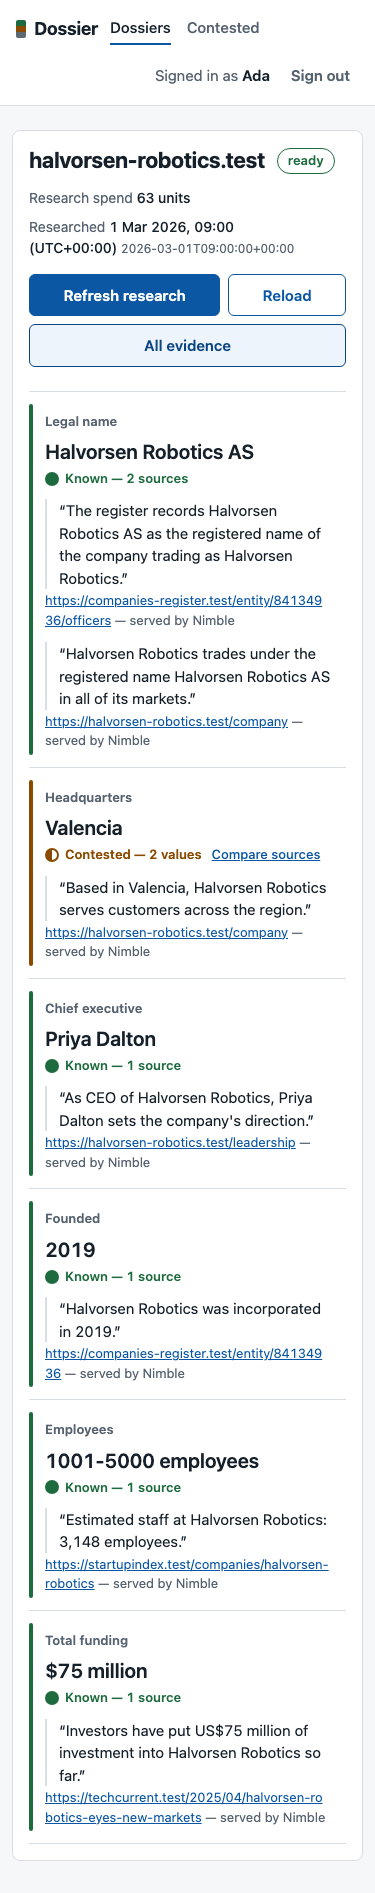 Dossier Dossiers Contested
Signed in as Ada Sign out
halvorsen-robotics.test ready
Research spend 63 units
Researched 1 Mar 2026, 09:00
(UTC+00:00) 2026-03-01T09:00:00+00:00
Refresh research Reload
All evidence
Legal name
Halvorsen Robotics AS
Known — 2 sources
“The register records Halvorsen
Robotics AS as the registered name of
the company trading as Halvorsen
Robotics.”
https://companies-register.test/entity/841349
36/officers — served by Nimble
“Halvorsen Robotics trades under the
registered name Halvorsen Robotics AS
in all of its markets.”
https://halvorsen-robotics.test/company —
served by Nimble
Headquarters
Valencia
Contested — 2 values Compare sources
“Based in Valencia, Halvorsen Robotics
serves customers across the region.”
https://halvorsen-robotics.test/company —
served by Nimble
Chief executive
Priya Dalton
Known — 1 source
“As CEO of Halvorsen Robotics, Priya
Dalton sets the company's direction.”
https://halvorsen-robotics.test/leadership —
served by Nimble
Founded
2019
Known — 1 source
“Halvorsen Robotics was incorporated
in 2019.”
https://companies-register.test/entity/841349
36 — served by Nimble
Employees
1001-5000 employees
Known — 1 source
“Estimated staff at Halvorsen Robotics:
3,148 employees.”
https://startupindex.test/companies/halvorsen-
robotics — served by Nimble
Total funding
$75 million
Known — 1 source
“Investors have put US$75 million of
investment into Halvorsen Robotics so
far.”
https://techcurrent.test/2025/04/halvorsen-ro
botics-eyes-new-markets — served by Nimble